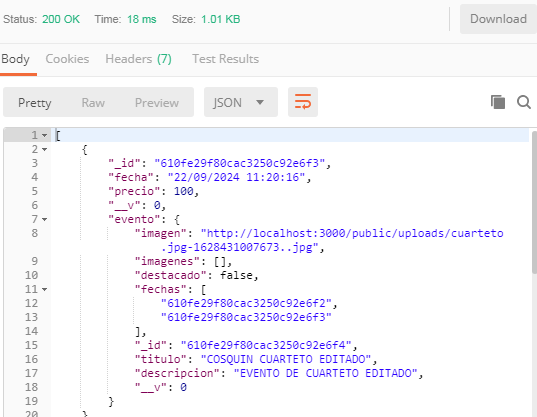 Status: 200 OK Time: 18 ms Size: 1.01 KB Download
Body Cookies Headers (7) Test Results
Pretty Raw Preview JSON
1 [
2 {
3 "_id": "610fe29f80cac3250c92e6f3",
4 "fecha": "22/09/2024 11:20:16",
5 "precio": 100,
6 "__v": 0,
7 "evento": {
8 "imagen": "http://localhost:3000/public/uploads/cuarteto
.jpg-1628431007673..jpg",
9 "imagenes": [],
10 "destacado": false,
11 "fechas": [
12 "610fe29f80cac3250c92e6f2",
13 "610fe29f80cac3250c92e6f3"
14 ],
15 "_id": "610fe29f80cac3250c92e6f4",
16 "titulo": "COSQUIN CUARTETO EDITADO",
17 "descripcion": "EVENTO DE CUARTETO EDITADO",
18 "__v": 0
19 }
20 }